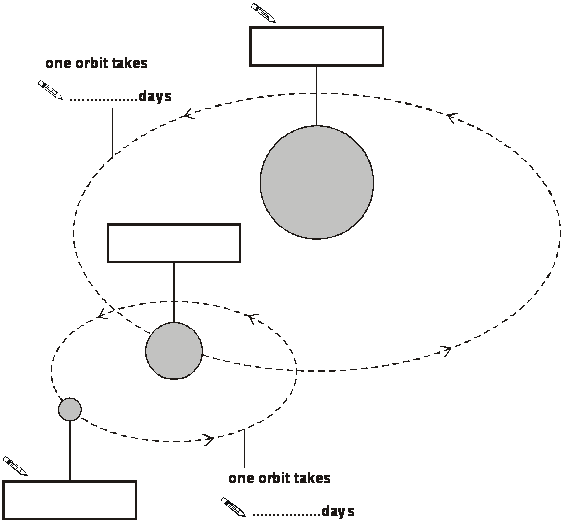 one orbit takes
..................days
one orbit takes
..................days